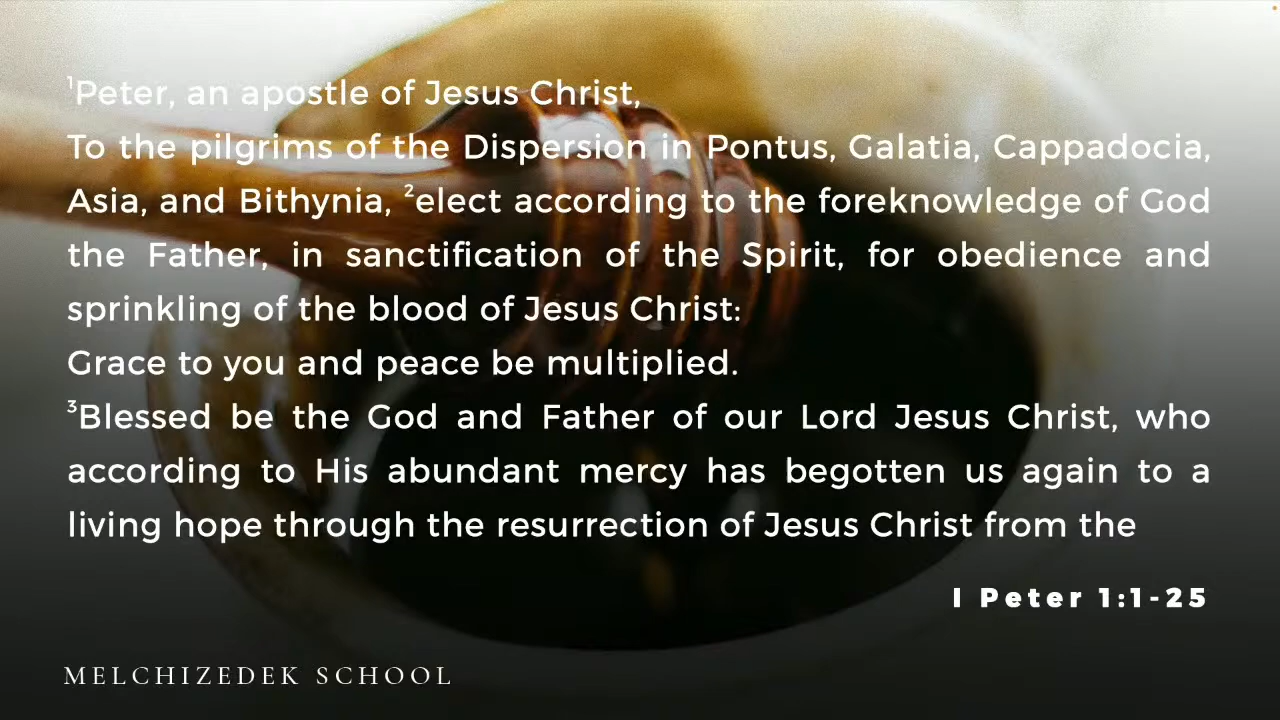 ¹Peter, an apostle of Jesus Christ,
To the pilgrims of the Dispersion in Pontus, Galatia, Cappadocia,
Asia, and Bithynia, ²elect according to the foreknowledge of God
the Father, in sanctification of the Spirit, for obedience and
sprinkling of the blood of Jesus Christ:
Grace to you and peace be multiplied.
³Blessed be the God and Father of our Lord Jesus Christ, who
according to His abundant mercy has begotten us again to a
living hope through the resurrection of Jesus Christ from the
I Peter 1:1-25
MELCHIZEDEK SCHOOL